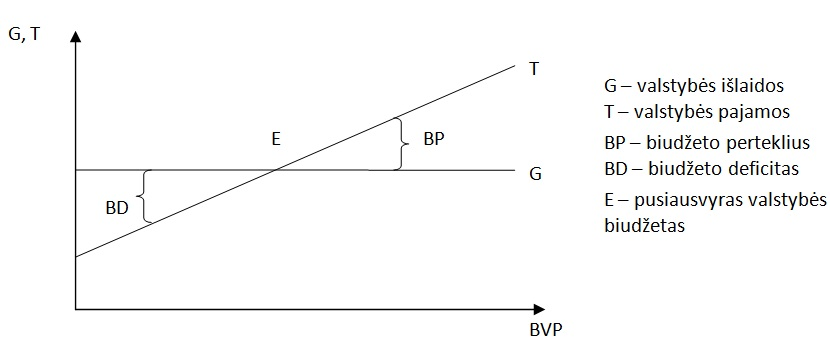 G, T
T
G – valstybės išlaidos
T – valstybės pajamos
E
BP
BP – biudžeto perteklius
BD – biudžeto deficitas
G
BD
E – pusiausvyras valstybės
biudžetas
BVP